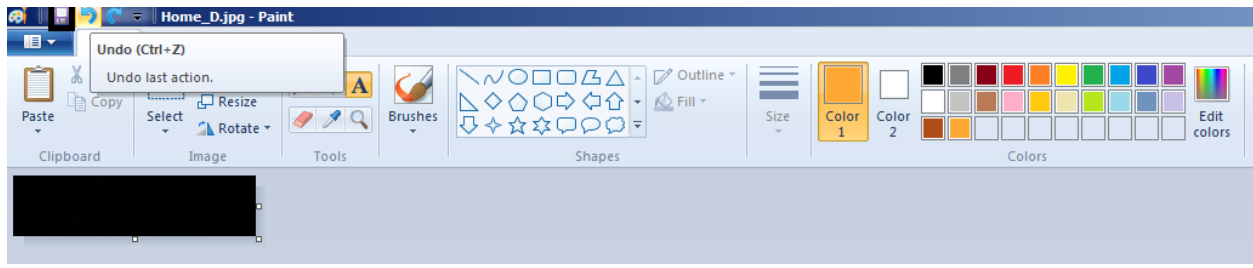 Home_D.jpg - Paint
Undo (Ctrl+Z)
Undo last action.
Paste
Copy
Select
Resize
Rotate
A
Brushes
Outline
Fill
Size
Color 1
Color 2
Edit colors
Clipboard
Image
Tools
Shapes
Colors